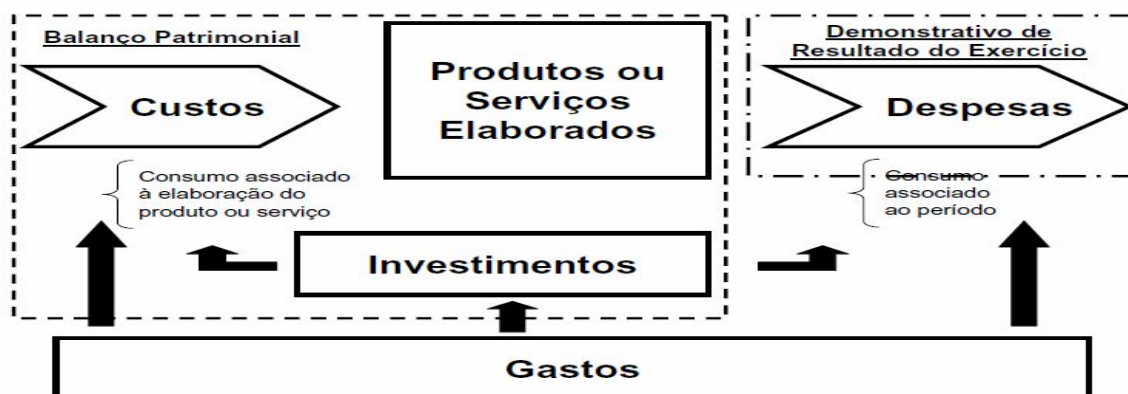 Balanço Patrimonial
Custos
Consumo associado
à elaboração do
produto ou serviço
Produtos ou
Serviços
Elaborados
Demonstrativo de
Resultado do Exercício
Despesas
Consumo
associado
ao período
Investimentos
Gastos